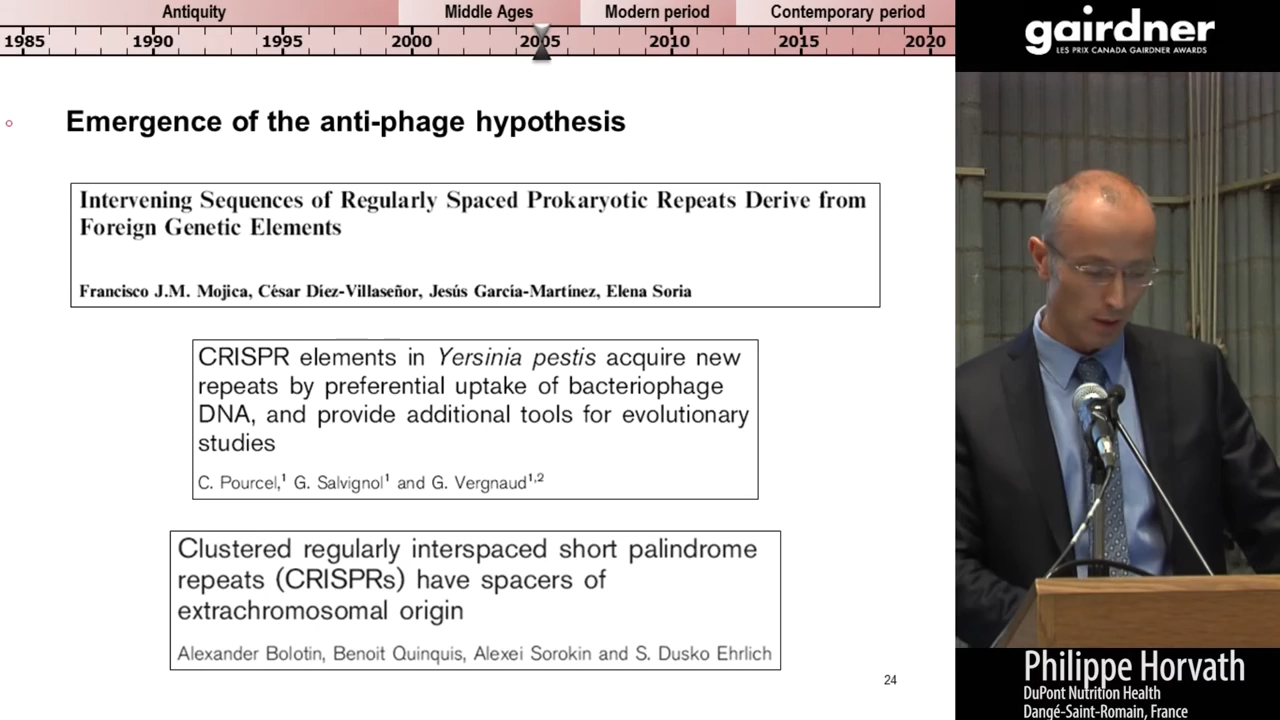 Antiquity Middle Ages Modern period Contemporary period
1985 1990 1995 2000 2005 2010 2015 2020
Emergence of the anti-phage hypothesis
Intervening Sequences of Regularly Spaced Prokaryotic Repeats Derive from
Foreign Genetic Elements
Francisco J.M. Mojica, César Díez-Villaseñor, Jesús García-Martínez, Elena Soria
CRISPR elements in Yersinia pestis acquire new
repeats by preferential uptake of bacteriophage
DNA, and provide additional tools for evolutionary
studies
C. Pourcel,¹ G. Salvignol¹ and G. Vergnaud¹,²
Clustered regularly interspaced short palindrome
repeats (CRISPRs) have spacers of
extrachromosomal origin
Alexander Bolotin, Benoit Quinquis, Alexei Sorokin and S. Dusko Ehrlich
24
gairdner
LES PRIX CANADA GAIRDNER AWARDS
Philippe Horvath
DuPont Nutrition Health
Dangé-Saint-Romain, France